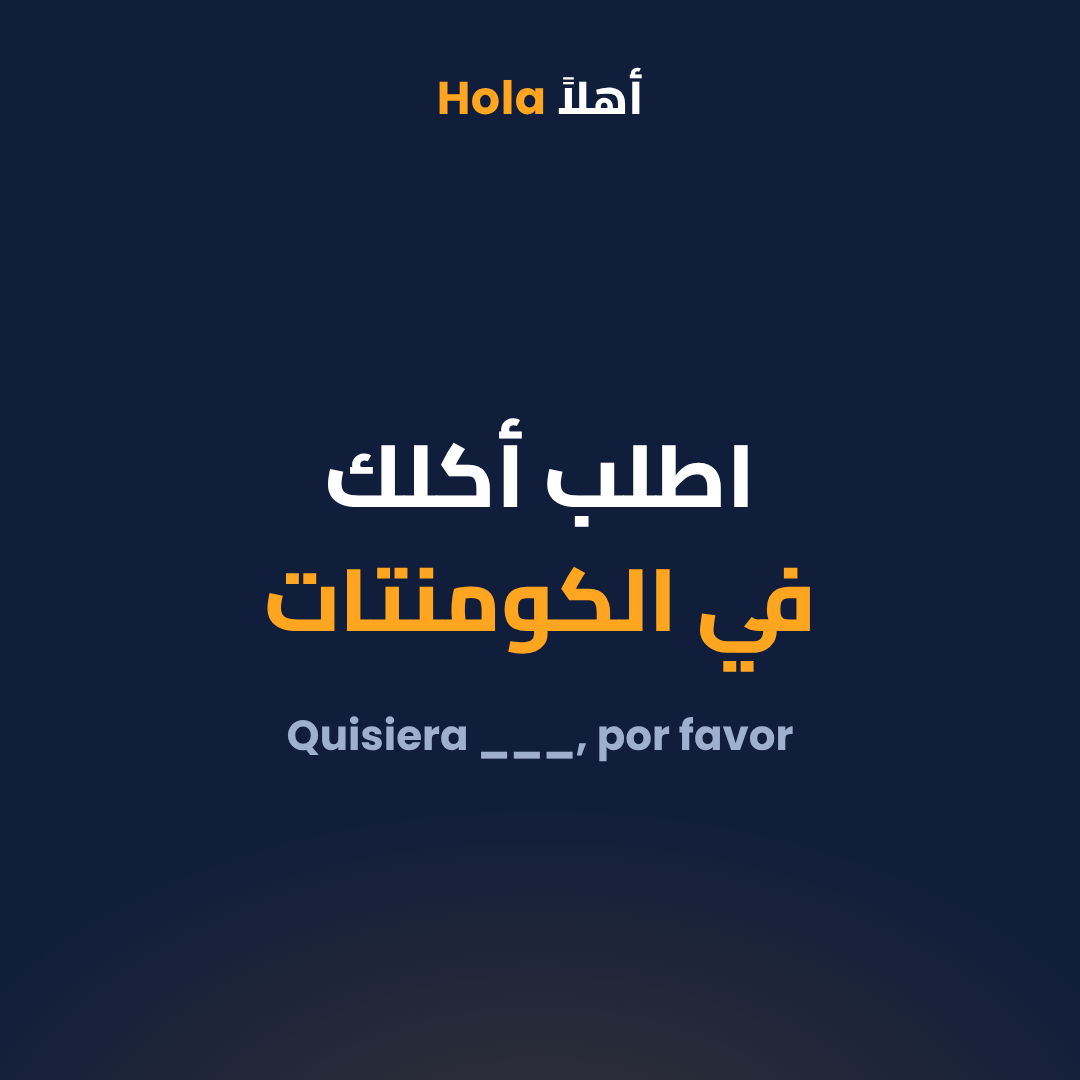 Hola أهلاً
اطلب أكلك
في الكومنتات
Quisiera ___, por favor